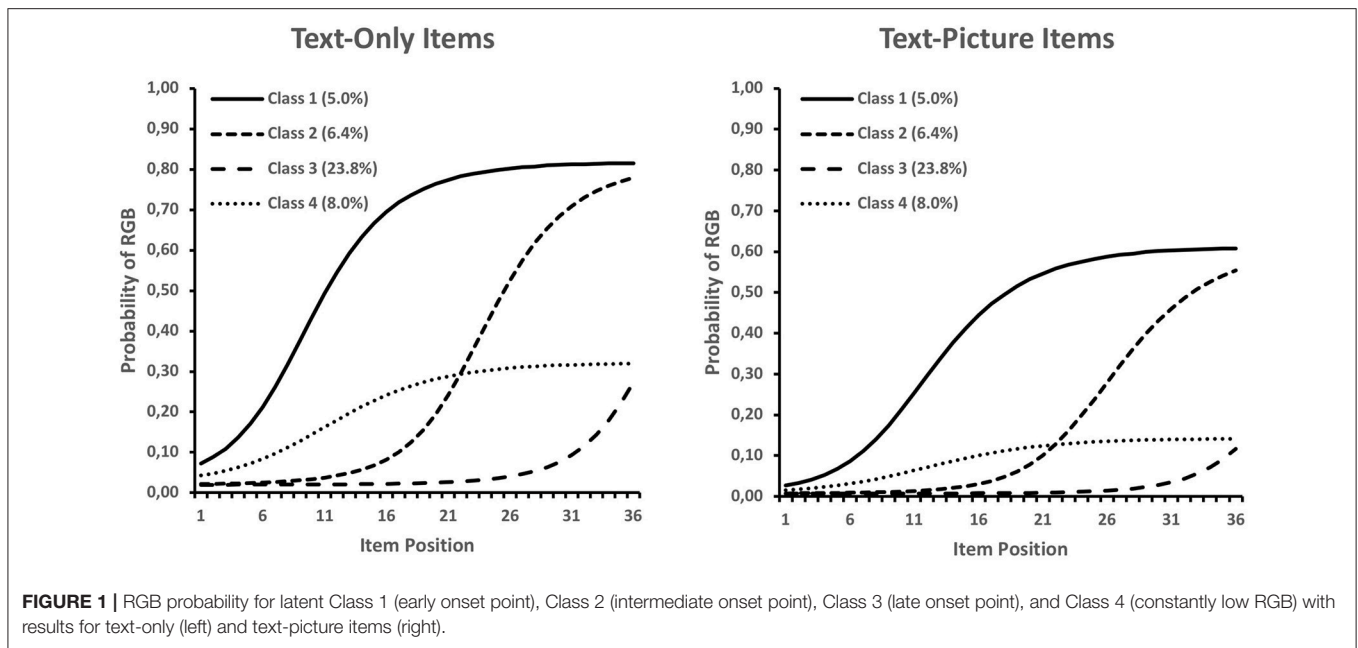 Text-Only Items
1,00
0,90
0,80
0,70
0,60
0,50
0,40
0,30
0,20
0,10
0,00
Probability of RGB
Class 1 (5.0%)
Class 2 (6.4%)
Class 3 (23.8%)
Class 4 (8.0%)
1 6 11 16 21 26 31 36
Item Position
Text-Picture Items
1,00
0,90
0,80
0,70
0,60
0,50
0,40
0,30
0,20
0,10
0,00
Probability of RGB
Class 1 (5.0%)
Class 2 (6.4%)
Class 3 (23.8%)
Class 4 (8.0%)
1 6 11 16 21 26 31 36
Item Position
FIGURE 1 | RGB probability for latent Class 1 (early onset point), Class 2 (intermediate onset point), Class 3 (late onset point), and Class 4 (constantly low RGB) with
results for text-only (left) and text-picture items (right).